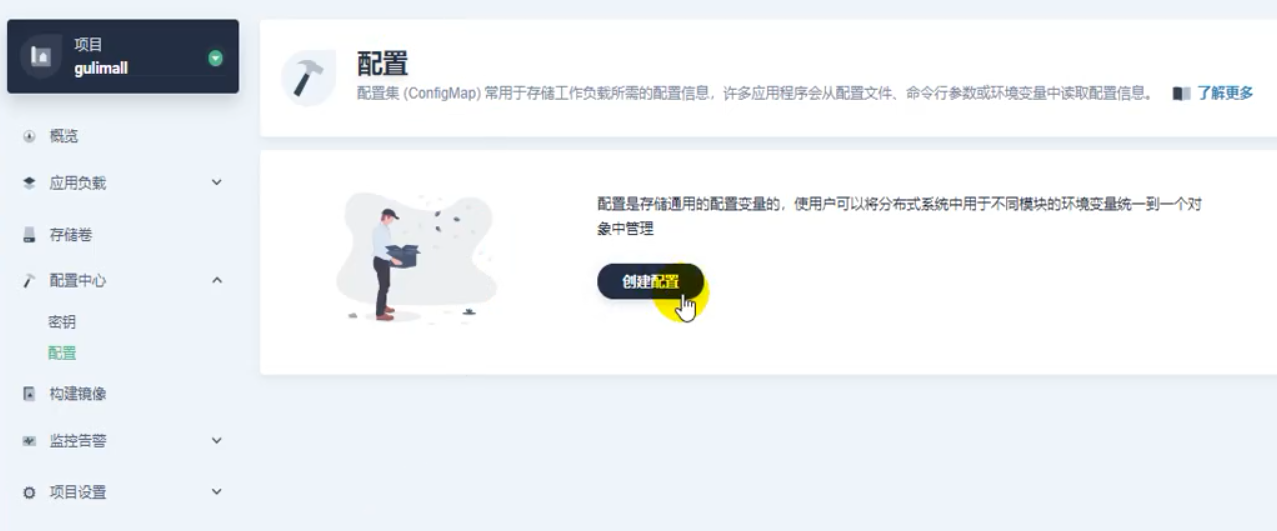 项目
gulimall
概览
应用负载
存储卷
配置中心
密钥
配置
构建镜像
监控告警
项目设置
配置
配置集 (ConfigMap) 常用于存储工作负载所需的配置信息，许多应用程序会从配置文件、命令行参数或环境变量中读取配置信息。 了解更多
配置是存储通用的配置变量的，使用户可以将分布式系统中用于不同模块的环境变量统一到一个对
象中管理
创建配置